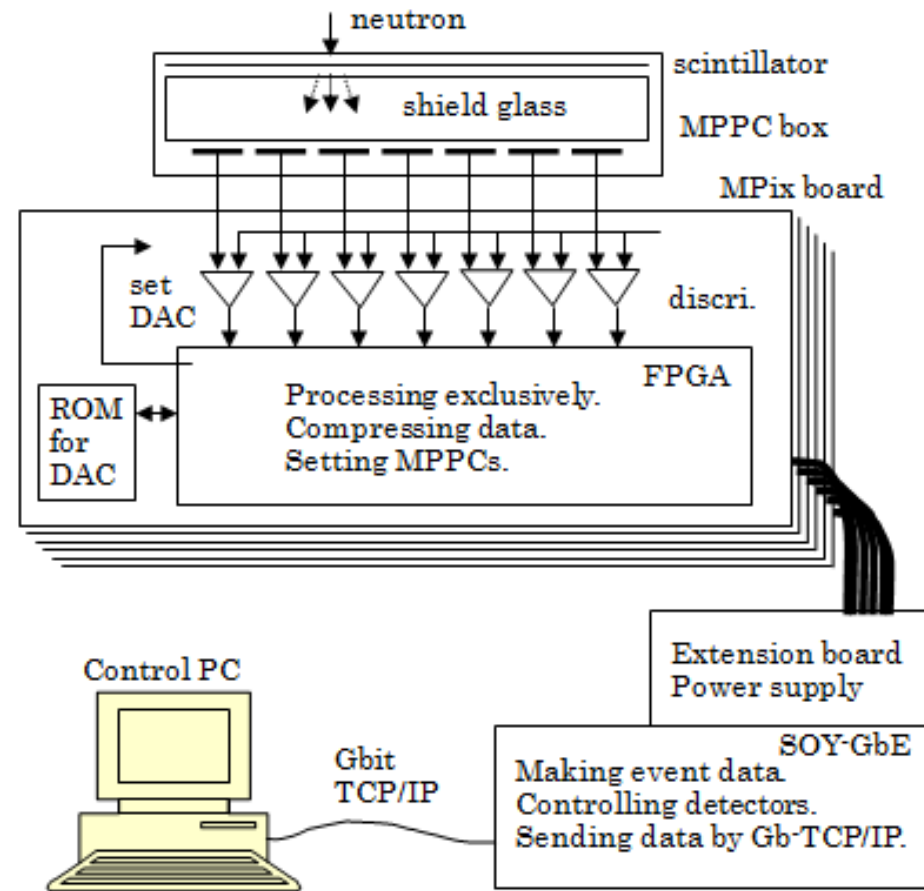 neutron
scintillator
shield glass
MPPC box
MPix board
set
DAC
discri.
FPGA
Processing exclusively.
Compressing data.
Setting MPPCs.
ROM
for
DAC
Extension board
Power supply
Control PC
SOY-GbE
Gbit
TCP/IP
Making event data.
Controlling detectors.
Sending data by Gb-TCP/IP.